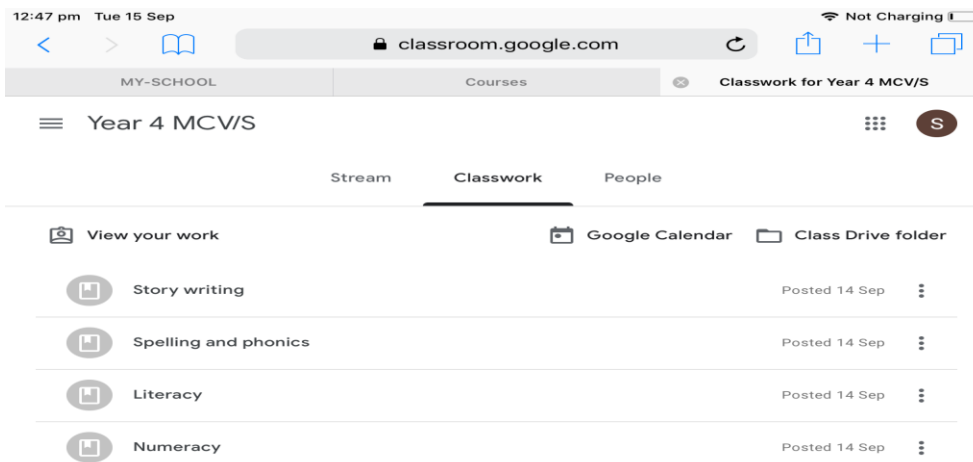 12:47 pm Tue 15 Sep Not Charging
classroom.google.com
MY-SCHOOL Courses Classwork for Year 4 MCV/S
Year 4 MCV/S S
Stream Classwork People
View your work Google Calendar Class Drive folder
Story writing Posted 14 Sep
Spelling and phonics Posted 14 Sep
Literacy Posted 14 Sep
Numeracy Posted 14 Sep